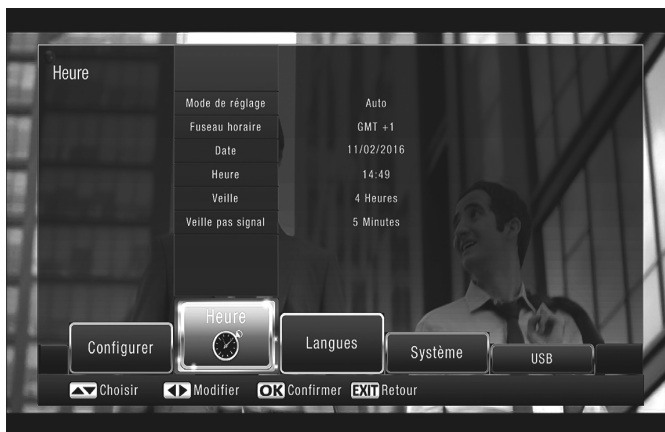 Heure
Mode de réglage Auto
Fuseau horaire GMT +1
Date 11/02/2016
Heure 14:49
Veille 4 Heures
Veille pas signal 5 Minutes
Configurer Heure Langues Système USB
Choisir Modifier OK Confirmer EXIT Retour